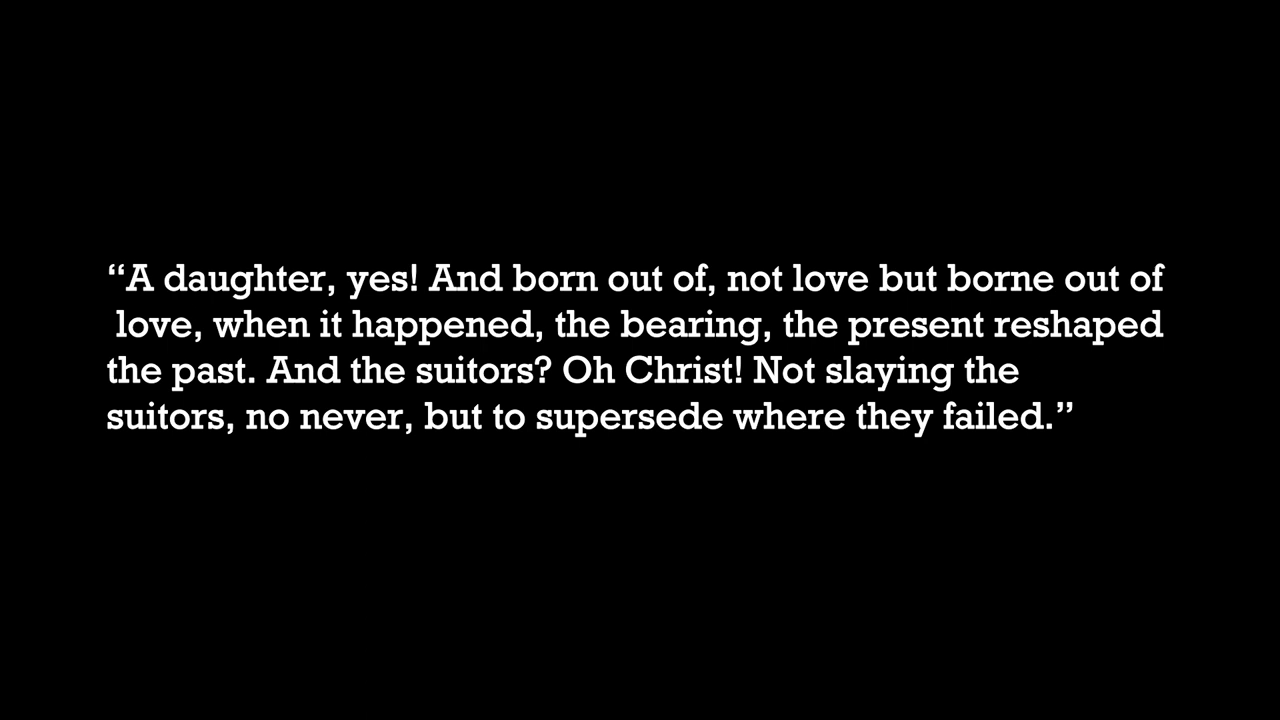 “A daughter, yes! And born out of, not love but borne out of
love, when it happened, the bearing, the present reshaped
the past. And the suitors? Oh Christ! Not slaying the
suitors, no never, but to supersede where they failed.”